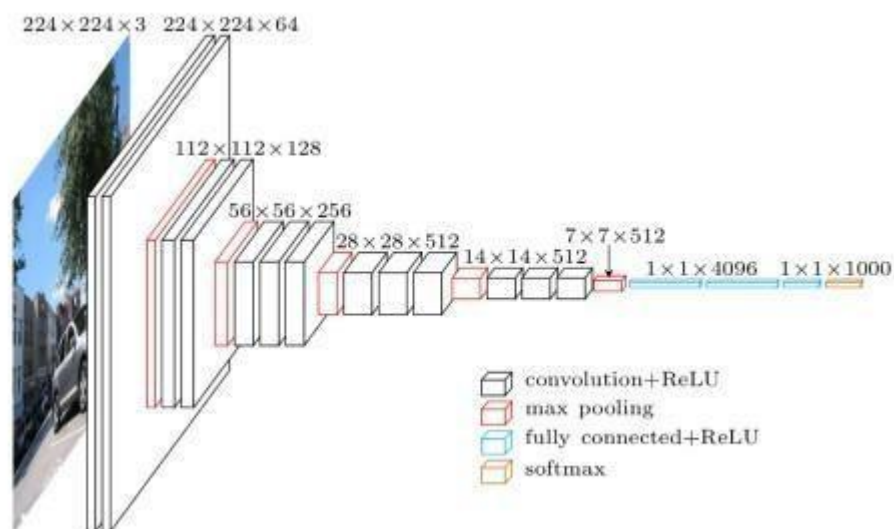 224 × 224 × 3 224 × 224 × 64
112 × 112 × 128
56 × 56 × 256
28 × 28 × 512
14 × 14 × 512
7 × 7 × 512
1 × 1 × 4096 1 × 1 × 1000
convolution+ReLU
max pooling
fully connected+ReLU
softmax